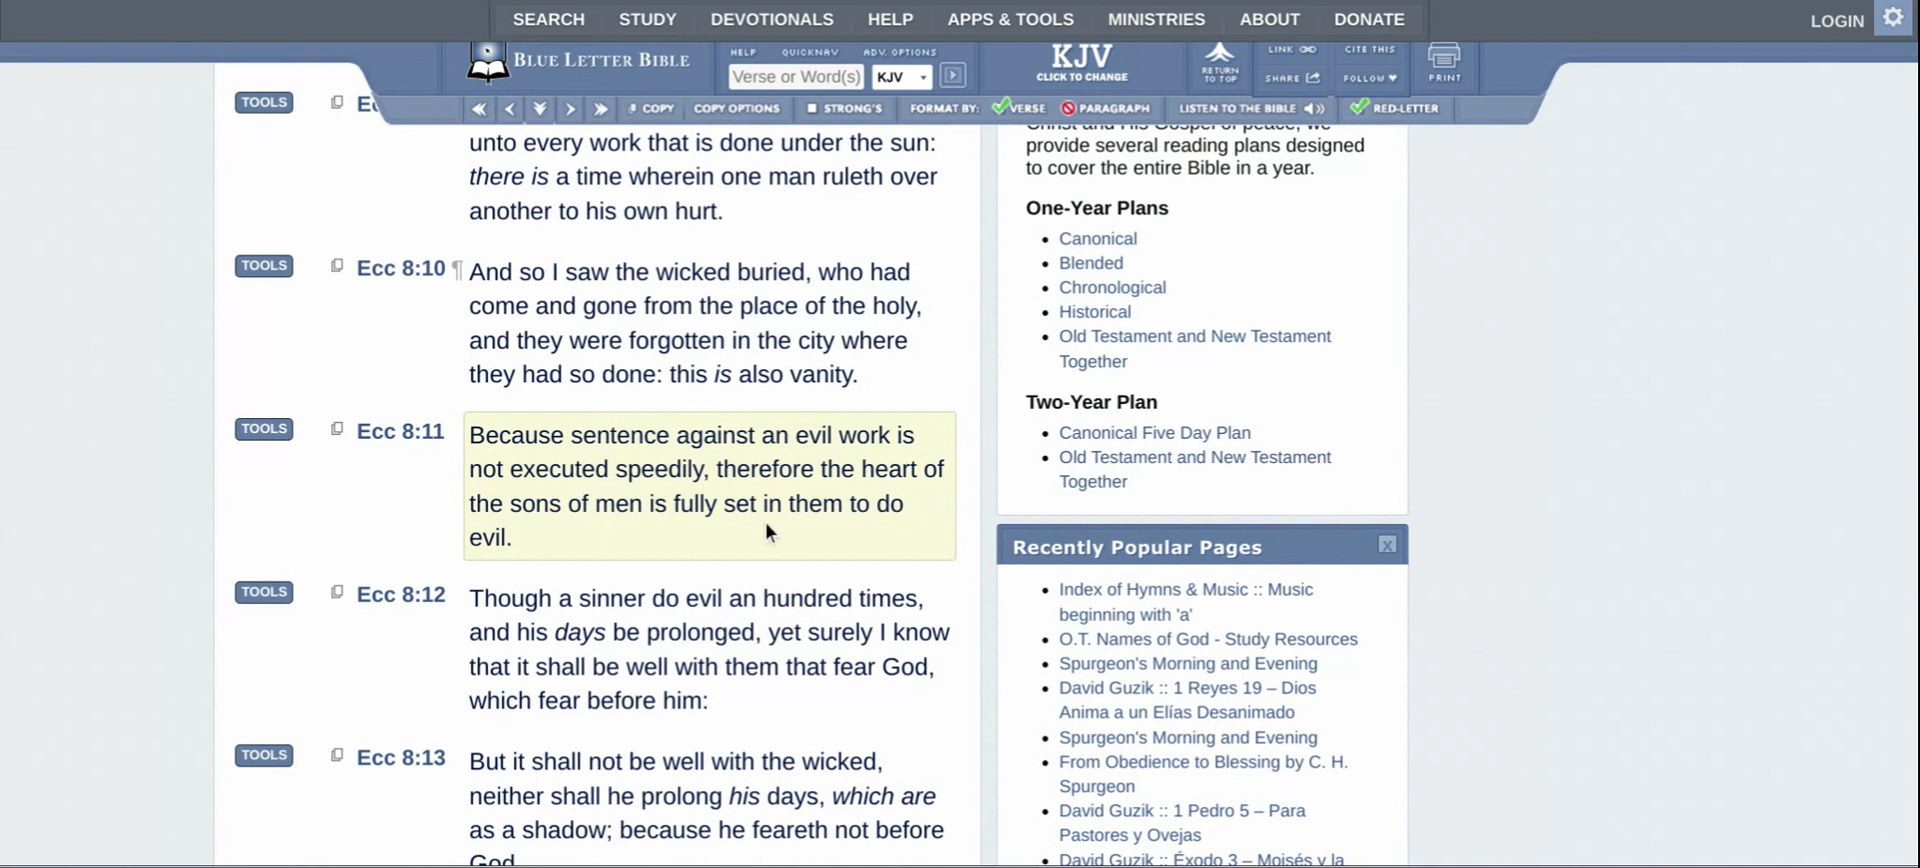 SEARCH STUDY DEVOTIONALS HELP APPS & TOOLS MINISTRIES ABOUT DONATE LOGIN
BLUE LETTER BIBLE
HELP QUICKNAV ADV. OPTIONS
Verse or Word(s) KJV
KJV
CLICK TO CHANGE
RETURN
TO TOP
LINK CITE THIS
SHARE FOLLOW
PRINT
COPY COPY OPTIONS STRONG'S FORMAT BY: VERSE PARAGRAPH LISTEN TO THE BIBLE RED-LETTER
TOOLS
unto every work that is done under the sun:
there is a time wherein one man ruleth over
another to his own hurt.
TOOLS Ecc 8:10 ¶ And so I saw the wicked buried, who had
come and gone from the place of the holy,
and they were forgotten in the city where
they had so done: this is also vanity.
TOOLS Ecc 8:11 Because sentence against an evil work is
not executed speedily, therefore the heart of
the sons of men is fully set in them to do
evil.
TOOLS Ecc 8:12 Though a sinner do evil an hundred times,
and his days be prolonged, yet surely I know
that it shall be well with them that fear God,
which fear before him:
TOOLS Ecc 8:13 But it shall not be well with the wicked,
neither shall he prolong his days, which are
as a shadow; because he feareth not before
God.
Christ and His Gospel of peace, we
provide several reading plans designed
to cover the entire Bible in a year.
One-Year Plans
Canonical
Blended
Chronological
Historical
Old Testament and New Testament
Together
Two-Year Plan
Canonical Five Day Plan
Old Testament and New Testament
Together
Recently Popular Pages
Index of Hymns & Music :: Music
beginning with 'a'
O.T. Names of God - Study Resources
Spurgeon's Morning and Evening
David Guzik :: 1 Reyes 19 – Dios
Anima a un Elías Desanimado
Spurgeon's Morning and Evening
From Obedience to Blessing by C. H.
Spurgeon
David Guzik :: 1 Pedro 5 – Para
Pastores y Ovejas
David Guzik :: Éxodo 3 – Moisés y la